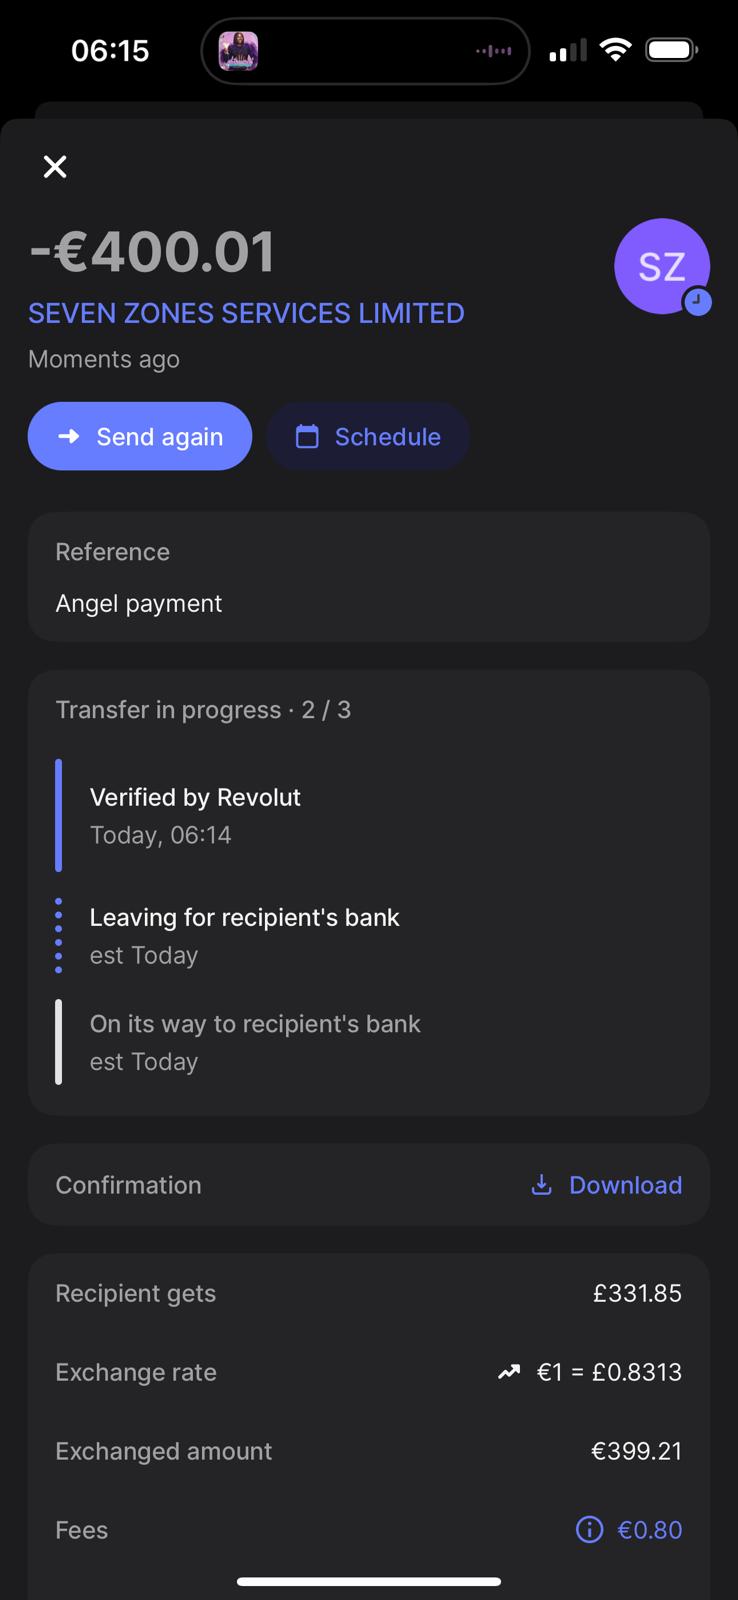 06:15
-€400.01
SZ
SEVEN ZONES SERVICES LIMITED
Moments ago
Send again
Schedule
Reference
Angel payment
Transfer in progress · 2 / 3
Verified by Revolut
Today, 06:14
Leaving for recipient's bank
est Today
On its way to recipient's bank
est Today
Confirmation
Download
Recipient gets
£331.85
Exchange rate
€1 = £0.8313
Exchanged amount
€399.21
Fees
€0.80